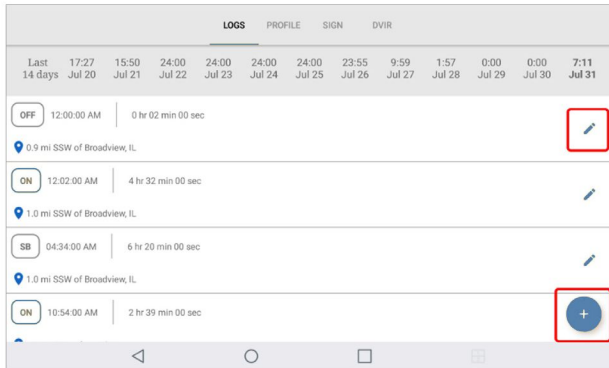 LOGS PROFILE SIGN DVIR
Last 17:27 15:50 24:00 24:00 24:00 24:00 23:55 9:59 1:57 0:00 0:00 7:11
14 days Jul 20 Jul 21 Jul 22 Jul 23 Jul 24 Jul 25 Jul 26 Jul 27 Jul 28 Jul 29 Jul 30 Jul 31
OFF 12:00:00 AM 0 hr 02 min 00 sec
0.9 mi SSW of Broadview, IL
ON 12:02:00 AM 4 hr 32 min 00 sec
1.0 mi SSW of Broadview, IL
SB 04:34:00 AM 6 hr 20 min 00 sec
1.0 mi SSW of Broadview, IL
ON 10:54:00 AM 2 hr 39 min 00 sec